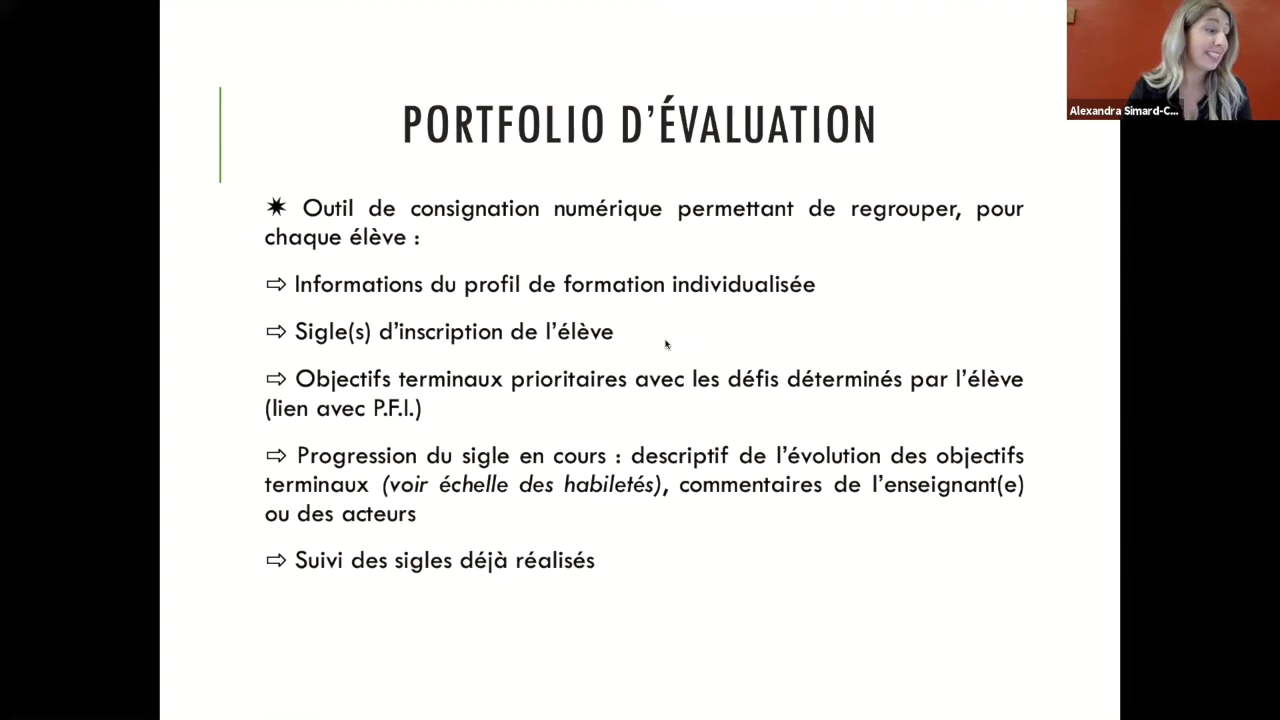 PORTFOLIO D’ÉVALUATION
Alexandra Simard-C...
✷ Outil de consignation numérique permettant de regrouper, pour
chaque élève :
⇨ Informations du profil de formation individualisée
⇨ Sigle(s) d’inscription de l’élève
⇨ Objectifs terminaux prioritaires avec les défis déterminés par l’élève
(lien avec P.F.I.)
⇨ Progression du sigle en cours : descriptif de l’évolution des objectifs
terminaux (voir échelle des habiletés), commentaires de l’enseignant(e)
ou des acteurs
⇨ Suivi des sigles déjà réalisés